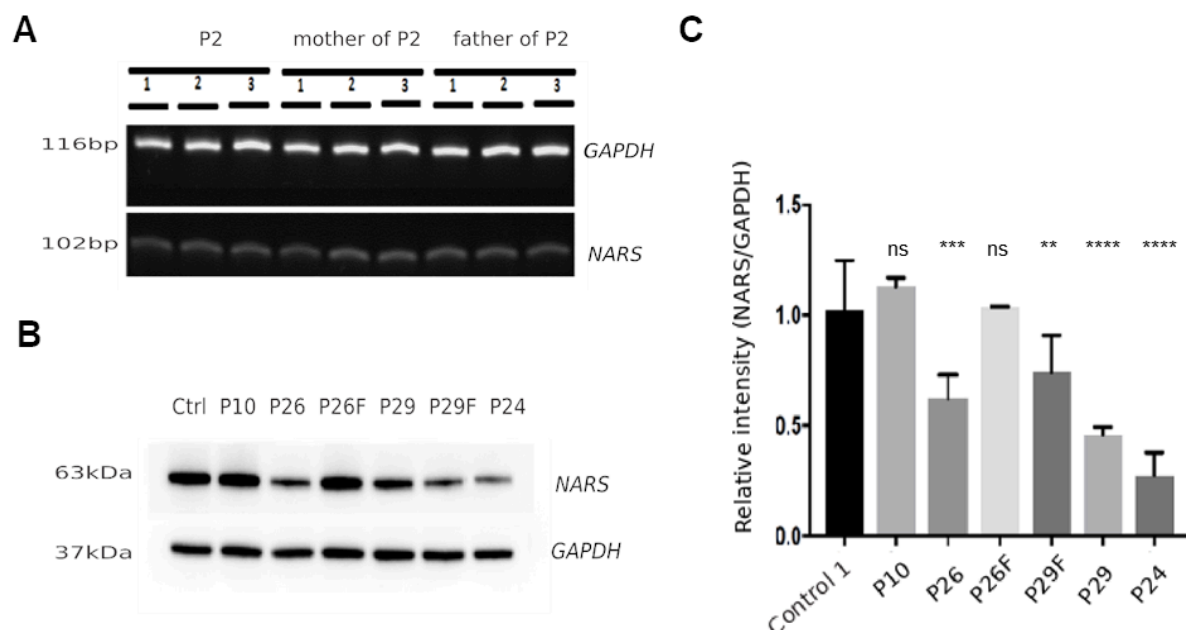 A
P2 mother of P2 father of P2
1 2 3 1 2 3 1 2 3
116bp GAPDH
102bp NARS
B
Ctrl P10 P26 P26F P29 P29F P24
63kDa NARS
37kDa GAPDH
C
Relative intensity (NARS/GAPDH)
1.5
1.0
0.5
0.0
ns *** ns ** **** ****
Control 1 P10 P26 P26F P29F P29 P24